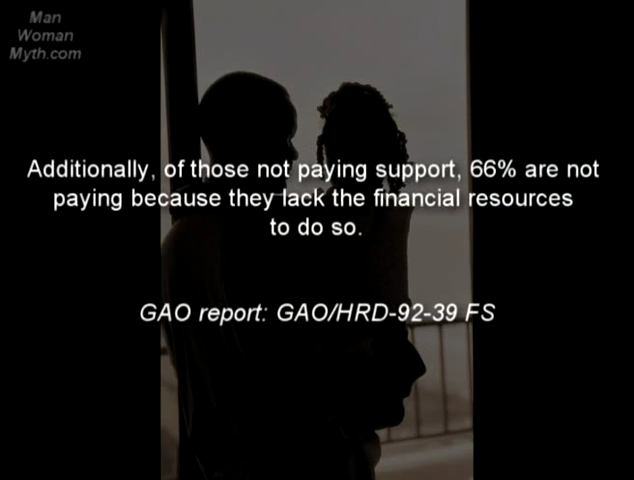 Man
Woman
Myth.com
Additionally, of those not paying support, 66% are not
paying because they lack the financial resources
to do so.
GAO report: GAO/HRD-92-39 FS